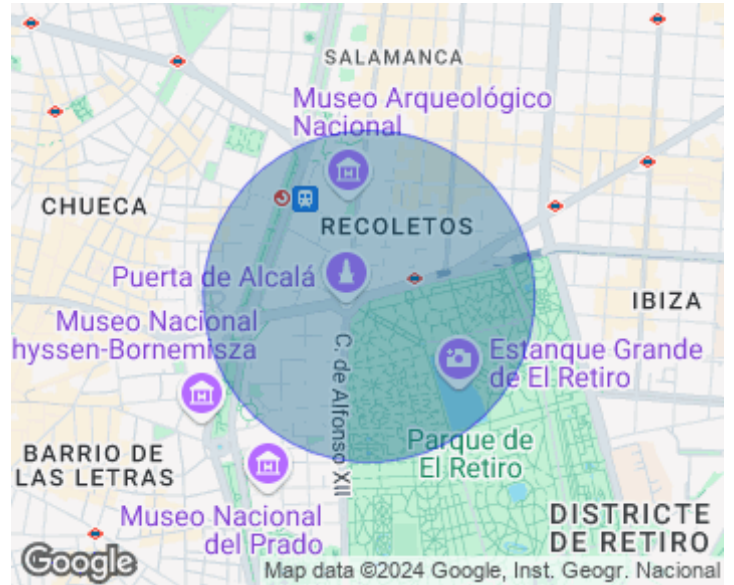 SALAMANCA
Museo Arqueológico
Nacional
CHUECA
RECOLETOS
Puerta de Alcalá
IBIZA
Museo Nacional
hyssen-Bornemisza
Estanque Grande
de El Retiro
C. de Alfonso XII
BARRIO DE
LAS LETRAS
Parque de
El Retiro
Museo Nacional
del Prado
DISTRICTE
DE RETIRO
Google
Map data ©2024 Google, Inst. Geogr. Nacional